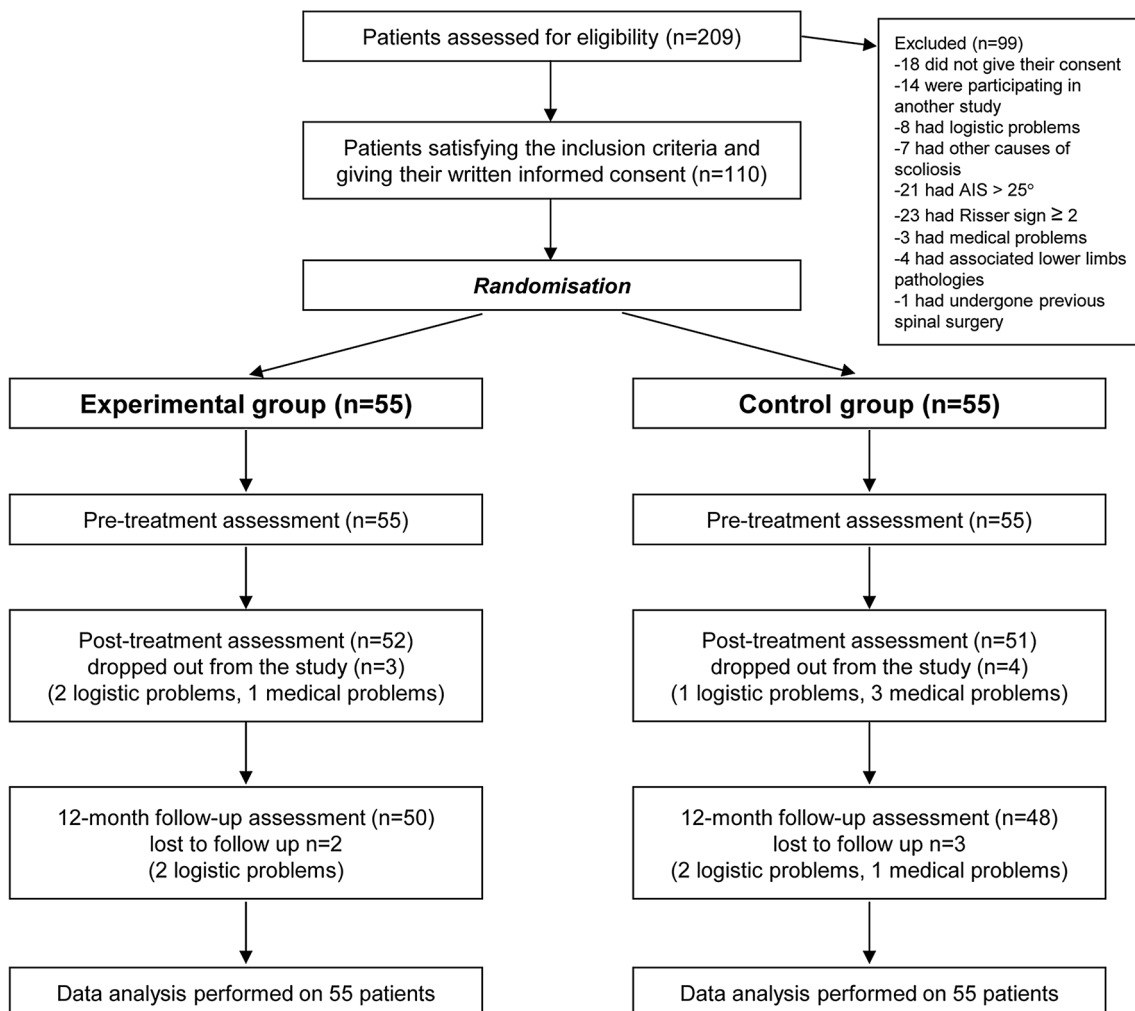 Patients assessed for eligibility (n=209)
Excluded (n=99)
-18 did not give their consent
-14 were participating in
another study
-8 had logistic problems
-7 had other causes of
scoliosis
-21 had AIS > 25°
-23 had Risser sign ≥ 2
-3 had medical problems
-4 had associated lower limbs
pathologies
-1 had undergone previous
spinal surgery
Patients satisfying the inclusion criteria and
giving their written informed consent (n=110)
Randomisation
Experimental group (n=55)
Control group (n=55)
Pre-treatment assessment (n=55)
Pre-treatment assessment (n=55)
Post-treatment assessment (n=52)
dropped out from the study (n=3)
(2 logistic problems, 1 medical problems)
Post-treatment assessment (n=51)
dropped out from the study (n=4)
(1 logistic problems, 3 medical problems)
12-month follow-up assessment (n=50)
lost to follow up n=2
(2 logistic problems)
12-month follow-up assessment (n=48)
lost to follow up n=3
(2 logistic problems, 1 medical problems)
Data analysis performed on 55 patients
Data analysis performed on 55 patients